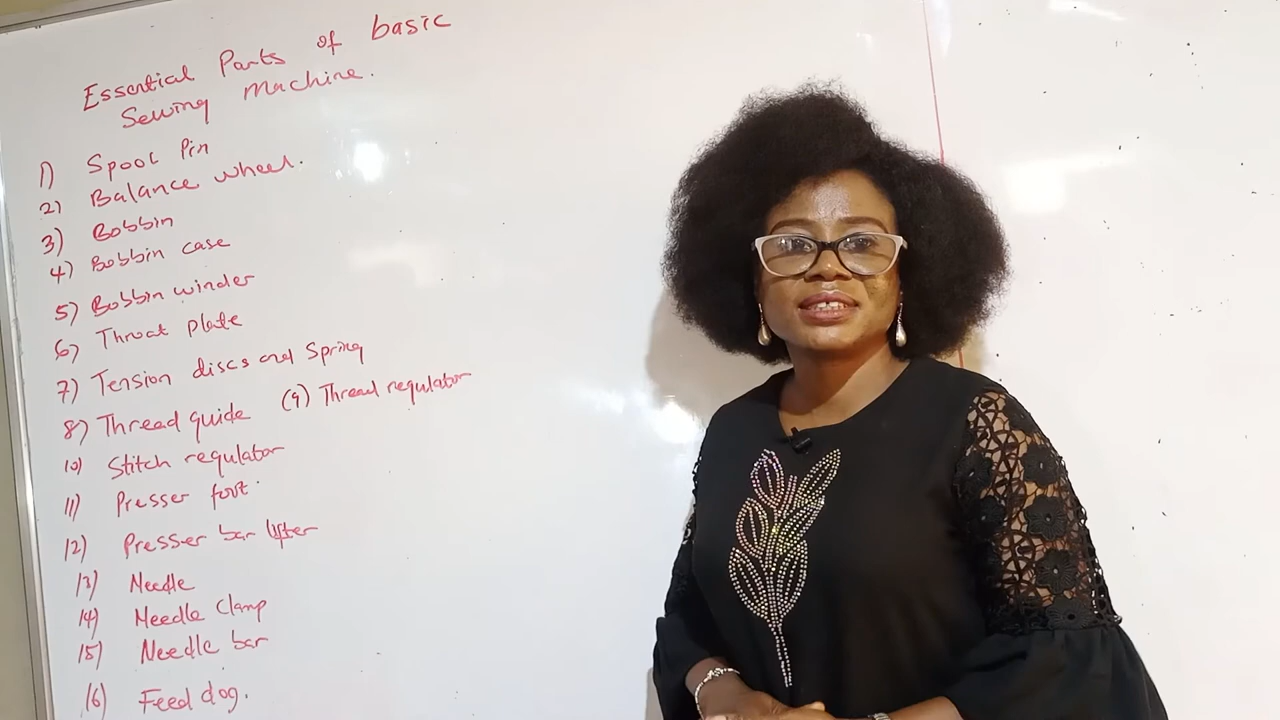 Essential Parts of basic
Sewing Machine.
1) Spool Pin
2) Balance wheel.
3) Bobbin
4) Bobbin case
5) Bobbin winder
6) Throat plate
7) Tension discs and Spring
8) Thread guide (9) Thread regulator
10) Stitch regulator
11) Presser foot.
12) Presser bar lifter
13) Needle
14) Needle Clamp
15) Needle bar
16) Feed dog.